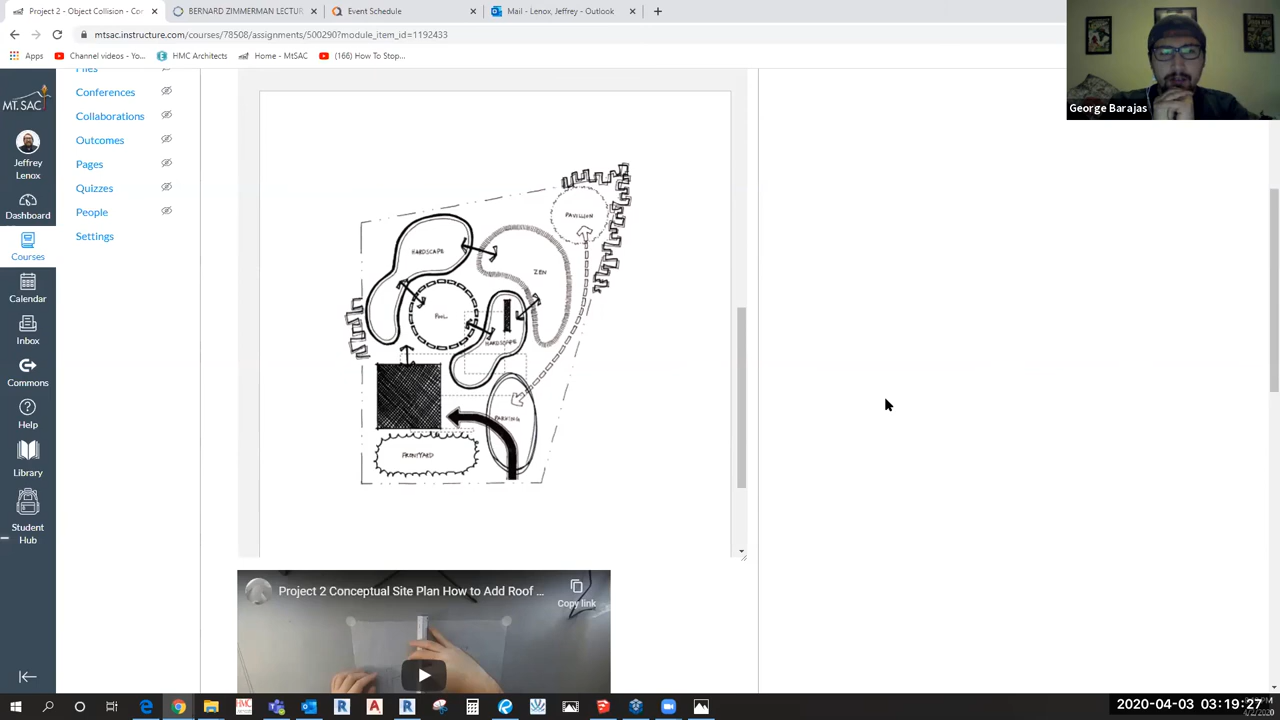 Project 2 - Object Collision - Cor
BERNARD ZIMMERMAN LECTUR
Event Schedule
Mail - Lenox, Jeffrey - Outlook
mtsac.instructure.com/courses/78508/assignments/500290?module_item_id=1192433
Apps
Channel videos - Yo...
HMC Architects
Home - MtSAC
(166) How To Stop...
George Barajas
MT. SAC
Jeffrey
Lenox
Dashboard
Courses
Calendar
Inbox
Commons
Help
Library
Student
Hub
Files
Conferences
Collaborations
Outcomes
Pages
Quizzes
People
Settings
PAVILLION
HARDSCAPE
ZEN
POOL
HARDSCAPE
PARKING
FRONTYARD
Project 2 Conceptual Site Plan How to Add Roof ...
Copy link
2020-04-03 03:19:27